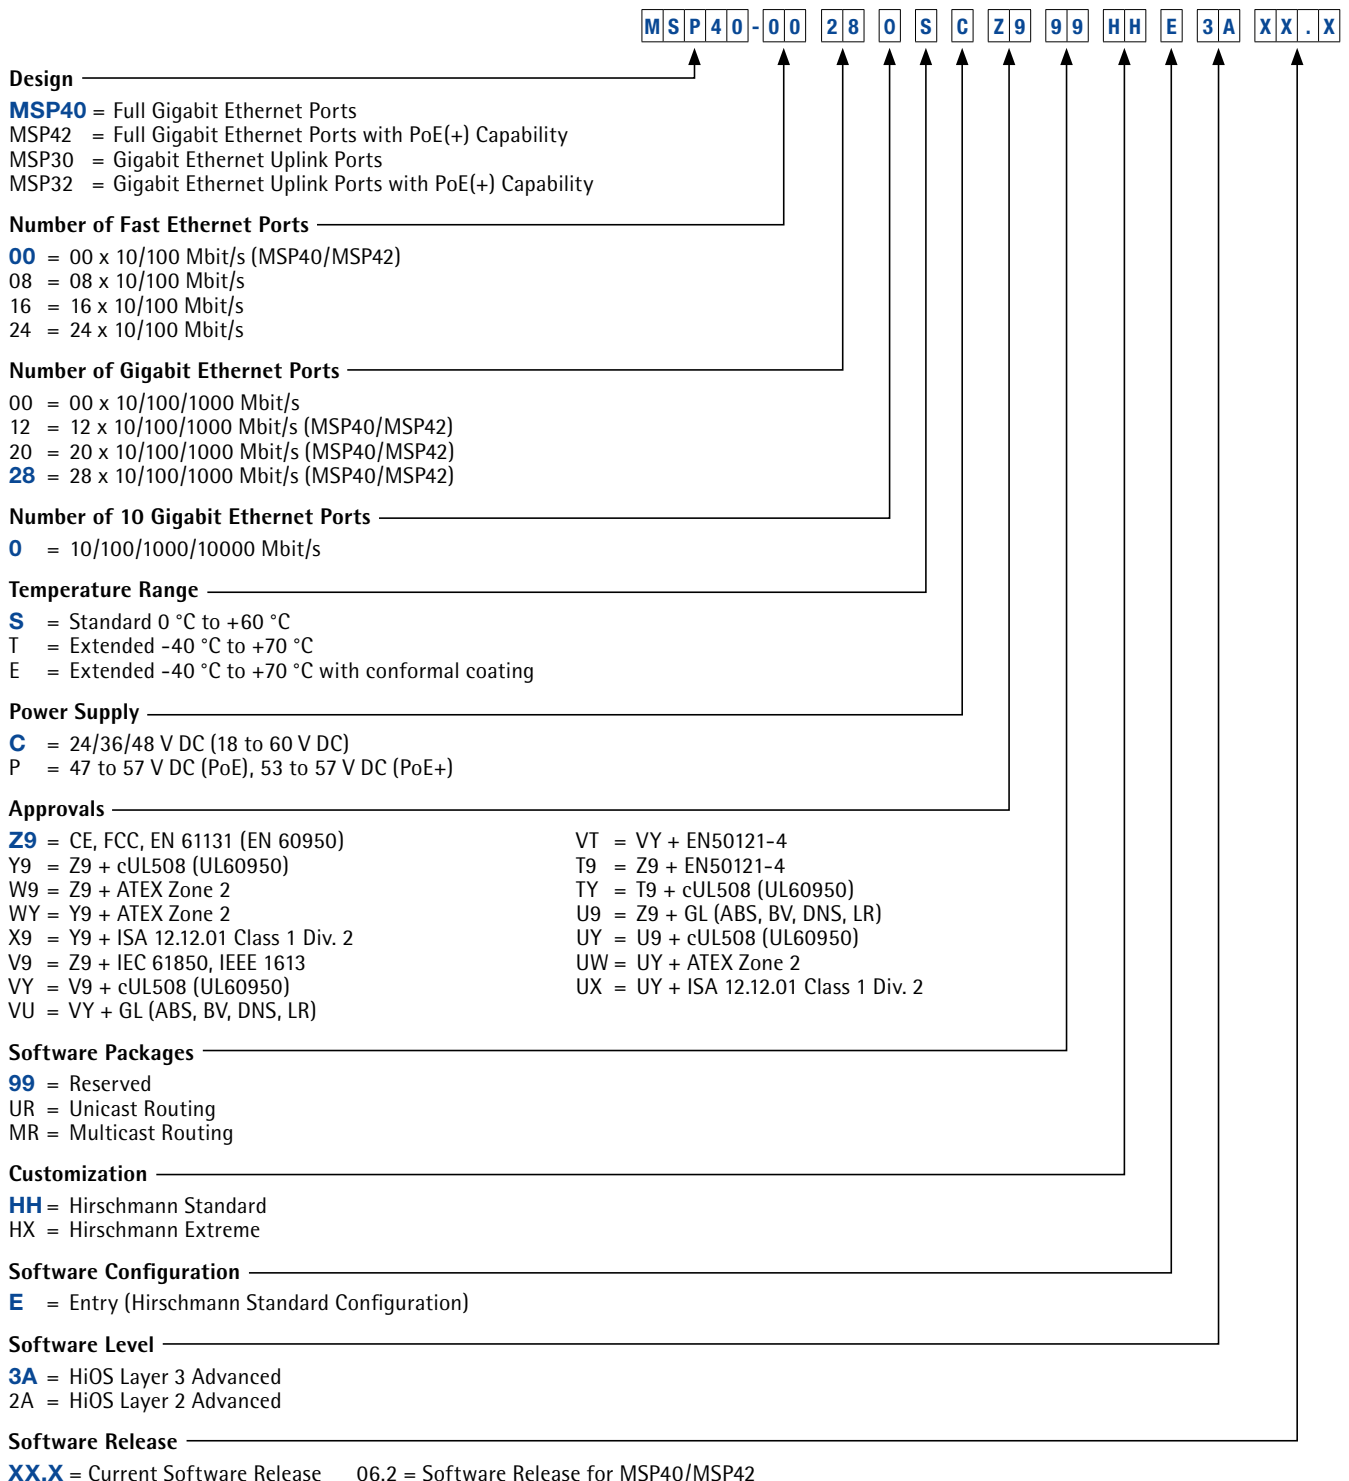 MSP40-00 28 0 S C Z9 99 HH E 3A XX.X
Design
MSP40 = Full Gigabit Ethernet Ports
MSP42 = Full Gigabit Ethernet Ports with PoE(+) Capability
MSP30 = Gigabit Ethernet Uplink Ports
MSP32 = Gigabit Ethernet Uplink Ports with PoE(+) Capability
Number of Fast Ethernet Ports
00 = 00 x 10/100 Mbit/s (MSP40/MSP42)
08 = 08 x 10/100 Mbit/s
16 = 16 x 10/100 Mbit/s
24 = 24 x 10/100 Mbit/s
Number of Gigabit Ethernet Ports
00 = 00 x 10/100/1000 Mbit/s
12 = 12 x 10/100/1000 Mbit/s (MSP40/MSP42)
20 = 20 x 10/100/1000 Mbit/s (MSP40/MSP42)
28 = 28 x 10/100/1000 Mbit/s (MSP40/MSP42)
Number of 10 Gigabit Ethernet Ports
0 = 10/100/1000/10000 Mbit/s
Temperature Range
S = Standard 0 °C to +60 °C
T = Extended -40 °C to +70 °C
E = Extended -40 °C to +70 °C with conformal coating
Power Supply
C = 24/36/48 V DC (18 to 60 V DC)
P = 47 to 57 V DC (PoE), 53 to 57 V DC (PoE+)
Approvals
Z9 = CE, FCC, EN 61131 (EN 60950)
Y9 = Z9 + cUL508 (UL60950)
W9 = Z9 + ATEX Zone 2
WY = Y9 + ATEX Zone 2
X9 = Y9 + ISA 12.12.01 Class 1 Div. 2
V9 = Z9 + IEC 61850, IEEE 1613
VY = V9 + cUL508 (UL60950)
VU = VY + GL (ABS, BV, DNS, LR)
VT = VY + EN50121-4
T9 = Z9 + EN50121-4
TY = T9 + cUL508 (UL60950)
U9 = Z9 + GL (ABS, BV, DNS, LR)
UY = U9 + cUL508 (UL60950)
UW = UY + ATEX Zone 2
UX = UY + ISA 12.12.01 Class 1 Div. 2
Software Packages
99 = Reserved
UR = Unicast Routing
MR = Multicast Routing
Customization
HH = Hirschmann Standard
HX = Hirschmann Extreme
Software Configuration
E = Entry (Hirschmann Standard Configuration)
Software Level
3A = HiOS Layer 3 Advanced
2A = HiOS Layer 2 Advanced
Software Release
XX.X = Current Software Release 06.2 = Software Release for MSP40/MSP42